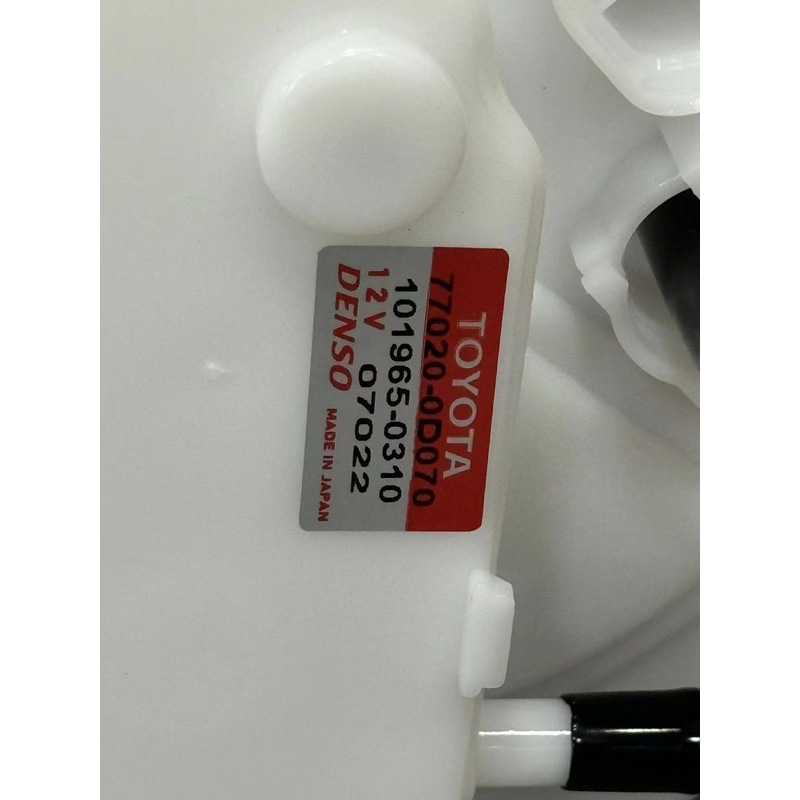 TOYOTA
77020-0D070
101965-0310
12V 07022
DENSO MADE IN JAPAN